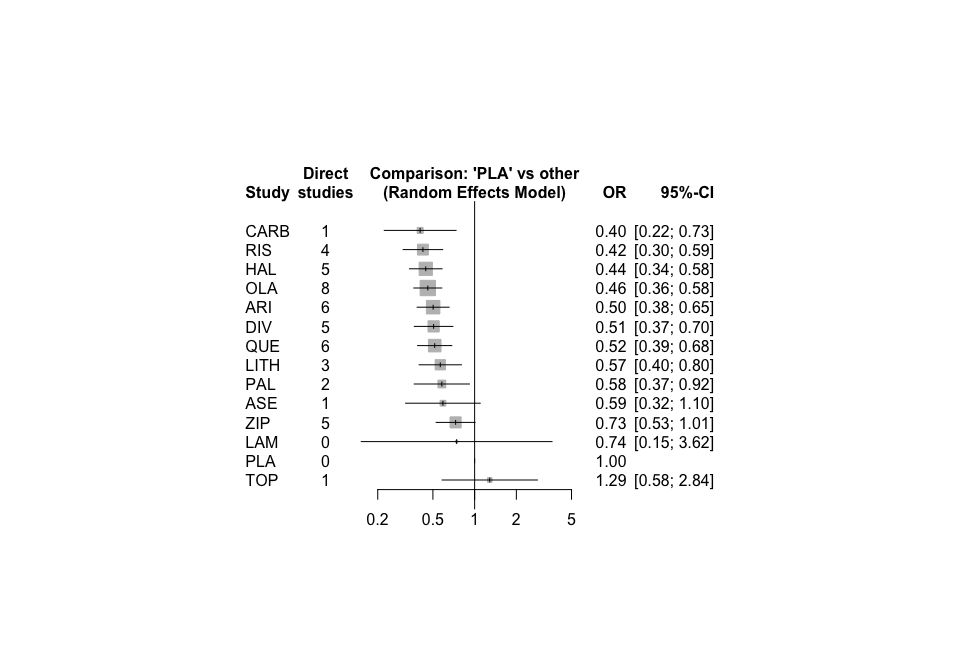 Direct Comparison: 'PLA' vs other
Study studies (Random Effects Model) OR 95%-CI
CARB 1 0.40 [0.22; 0.73]
RIS 4 0.42 [0.30; 0.59]
HAL 5 0.44 [0.34; 0.58]
OLA 8 0.46 [0.36; 0.58]
ARI 6 0.50 [0.38; 0.65]
DIV 5 0.51 [0.37; 0.70]
QUE 6 0.52 [0.39; 0.68]
LITH 3 0.57 [0.40; 0.80]
PAL 2 0.58 [0.37; 0.92]
ASE 1 0.59 [0.32; 1.10]
ZIP 5 0.73 [0.53; 1.01]
LAM 0 0.74 [0.15; 3.62]
PLA 0 1.00
TOP 1 1.29 [0.58; 2.84]
0.2 0.5 1 2 5